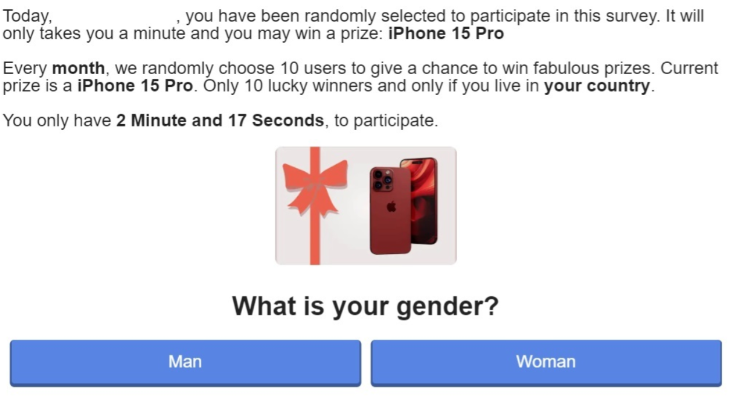 Today, , you have been randomly selected to participate in this survey. It will
only takes you a minute and you may win a prize: iPhone 15 Pro
Every month, we randomly choose 10 users to give a chance to win fabulous prizes. Current
prize is a iPhone 15 Pro. Only 10 lucky winners and only if you live in your country.
You only have 2 Minute and 17 Seconds, to participate.
What is your gender?
Man
Woman